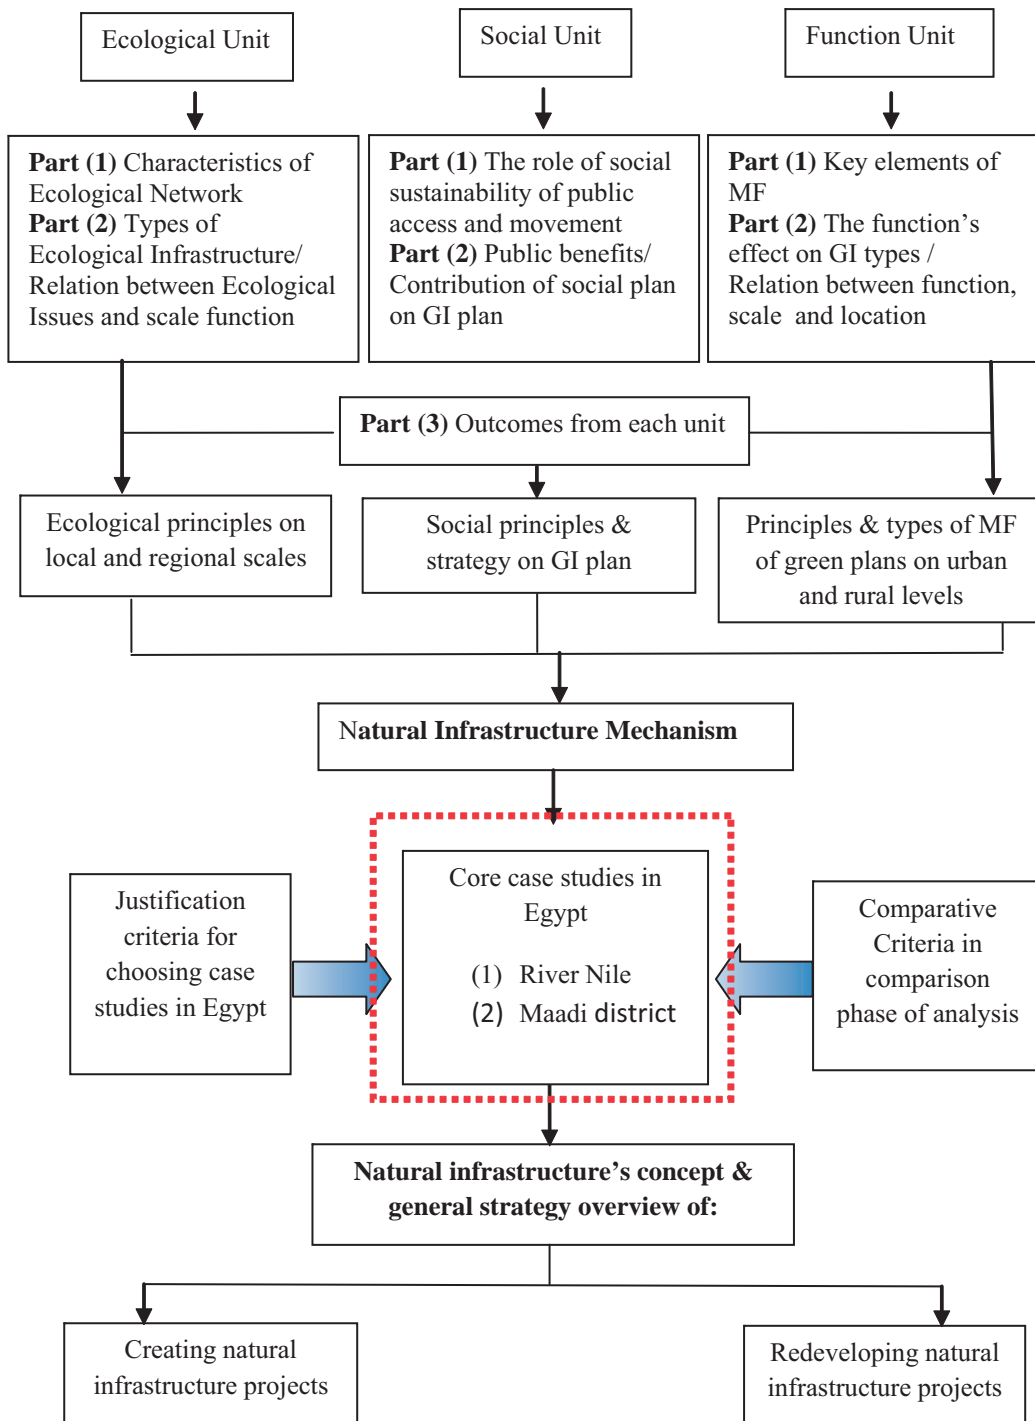 Ecological Unit
Social Unit
Function Unit
Part (1) Characteristics of
Ecological Network
Part (2) Types of
Ecological Infrastructure/
Relation between Ecological
Issues and scale function
Part (1) The role of social
sustainability of public
access and movement
Part (2) Public benefits/
Contribution of social plan
on GI plan
Part (1) Key elements of
MF
Part (2) The function’s
effect on GI types /
Relation between function,
scale and location
Part (3) Outcomes from each unit
Ecological principles on
local and regional scales
Social principles &
strategy on GI plan
Principles & types of MF
of green plans on urban
and rural levels
Natural Infrastructure Mechanism
Justification
criteria for
choosing case
studies in Egypt
Core case studies in
Egypt
(1) River Nile
(2) Maadi district
Comparative
Criteria in
comparison
phase of analysis
Natural infrastructure’s concept &
general strategy overview of:
Creating natural
infrastructure projects
Redeveloping natural
infrastructure projects